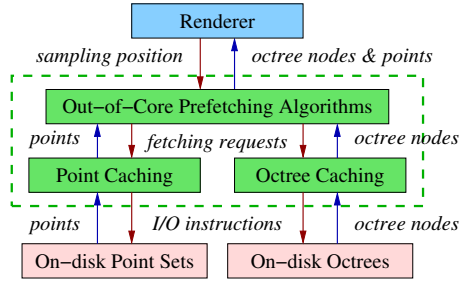 Renderer
sampling position
octree nodes & points
Out−of−Core Prefetching Algorithms
points
fetching requests
octree nodes
Point Caching
Octree Caching
points
I/O instructions
octree nodes
On−disk Point Sets
On−disk Octrees